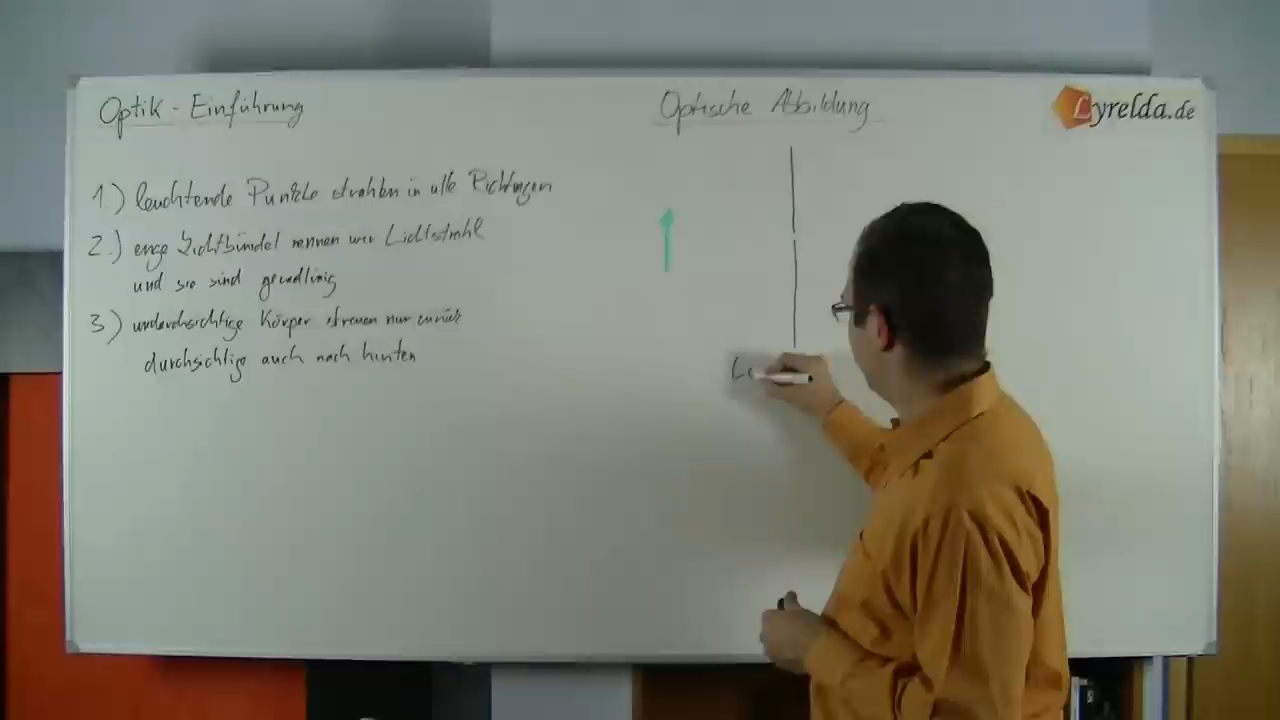 Optik - Einführung
1.) leuchtende Punkte strahlen in alle Richtungen
2.) enge Lichtbündel nennen wir Lichtstrahl
und sie sind geradlinig
3) undurchsichtige Körper streuen nur zurück
durchsichtige auch nach hinten
Optische Abbildung
Lo
Lyrelda.de